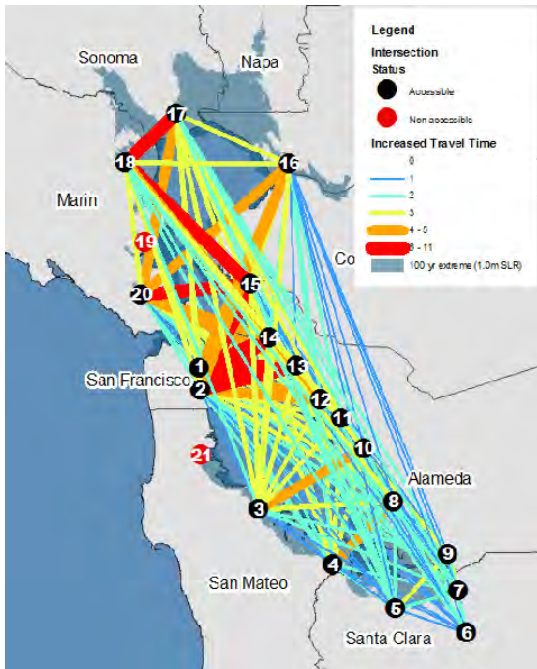 Sonoma
Napa
Legend
Intersection
Status
Accessible
Non accessible
Increased Travel Time
0
1
2
3
4 - 5
- 11
100 yr extreme (1.0m SLR)
17
18
16
Marin
19
Co
20
15
14
1
13
San Francisco
2
12
11
21
10
Alameda
8
3
9
4
7
San Mateo
5
6
Santa Clara